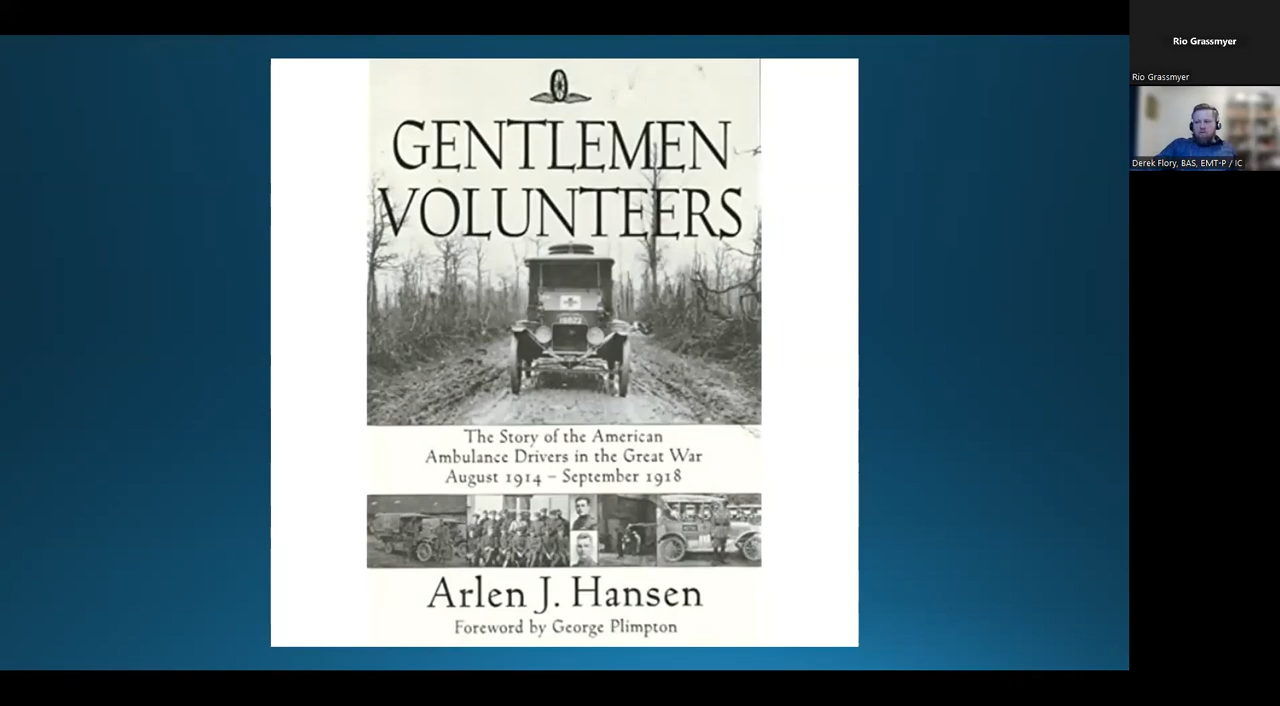 GENTLEMEN
VOLUNTEERS
The Story of the American
Ambulance Drivers in the Great War
August 1914 – September 1918
Arlen J. Hansen
Foreword by George Plimpton
Rio Grassmyer
Rio Grassmyer
Derek Flory, BAS, EMT-P / IC